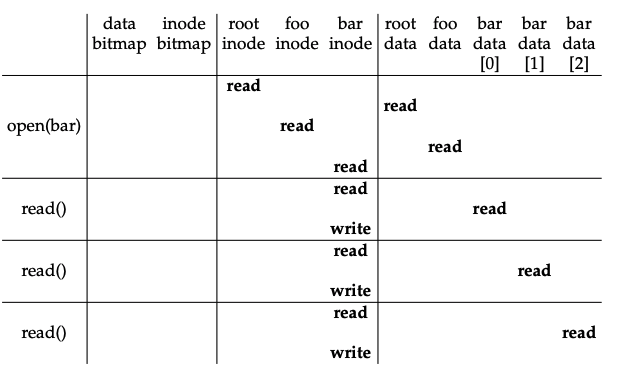 data inode root foo bar root foo bar bar bar
bitmap bitmap inode inode inode data data data data data
[0] [1] [2]
read
read
open(bar) read
read
read
read
read() read
write
read
read() read
write
read
read() read
write